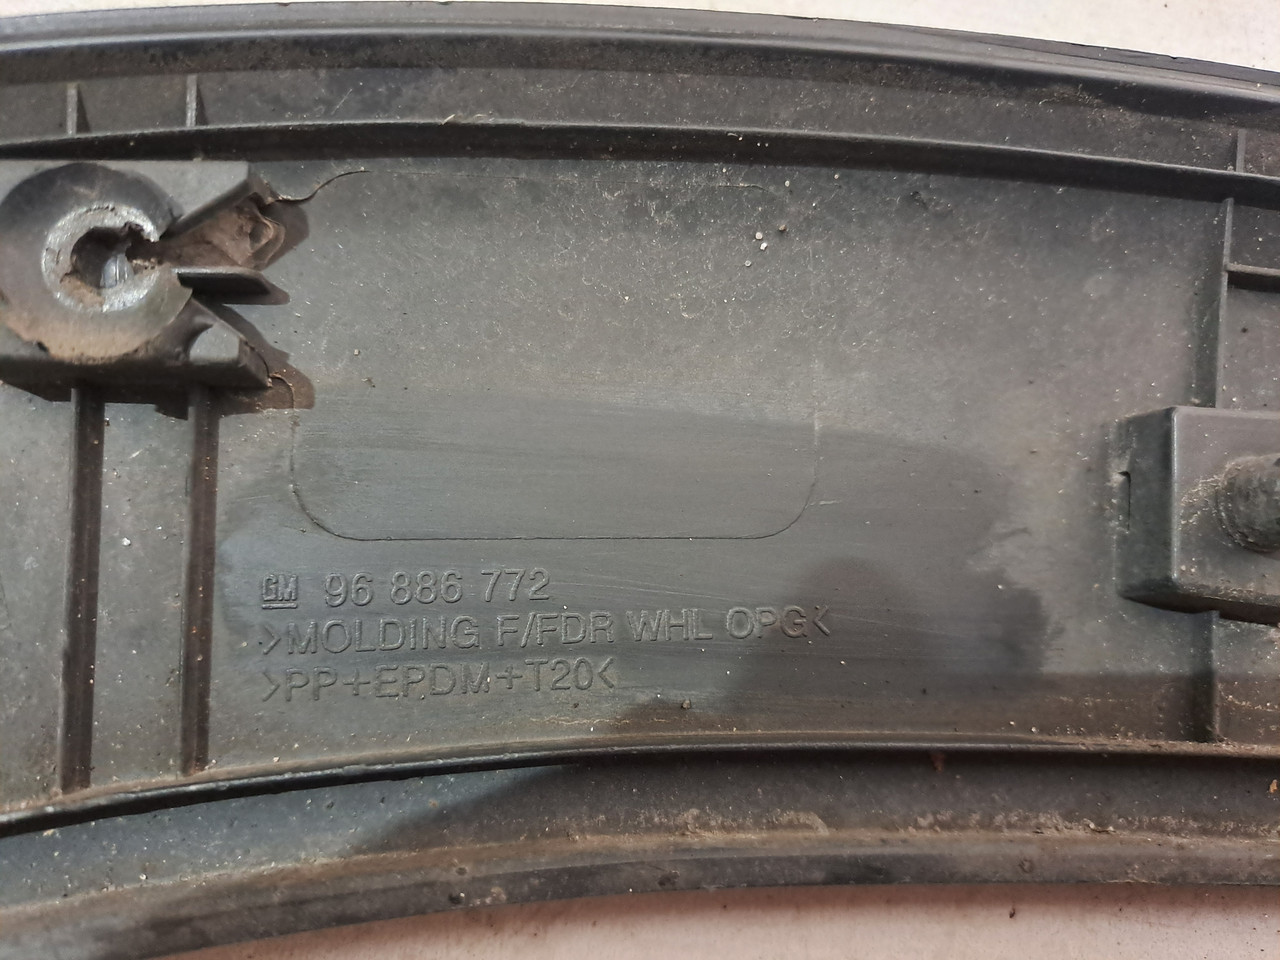 GM 96 886 772
>MOLDING F/FDR WHL OPG<
>PP+EPDM+T20<